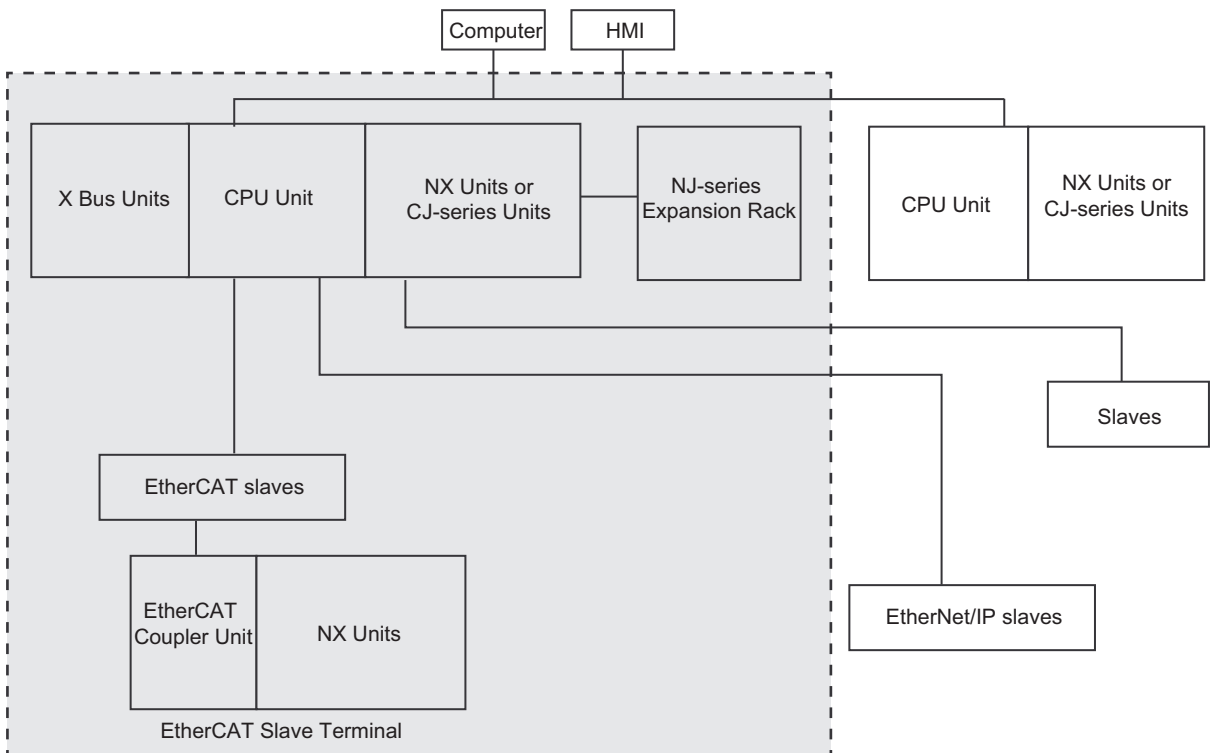 Computer
HMI
X Bus Units
CPU Unit
NX Units or
CJ-series Units
NJ-series
Expansion Rack
CPU Unit
NX Units or
CJ-series Units
Slaves
EtherCAT slaves
EtherCAT
Coupler Unit
NX Units
EtherNet/IP slaves
EtherCAT Slave Terminal